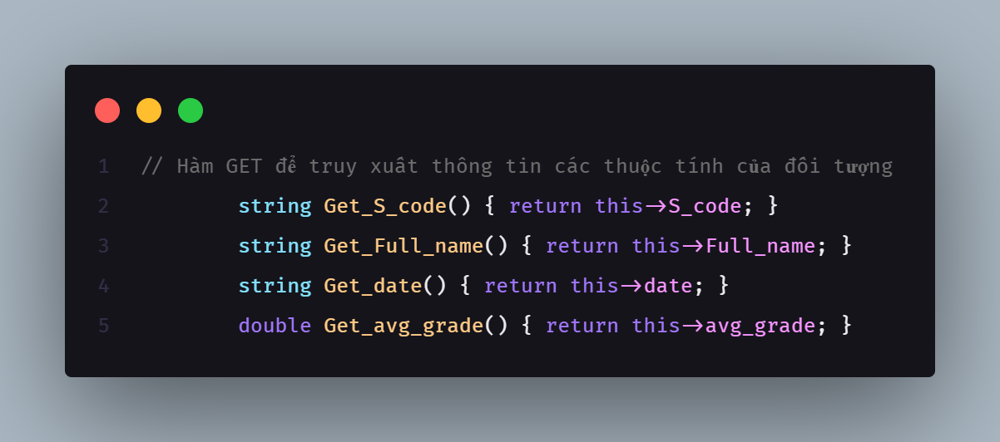 1 // Hàm GET để truy xuất thông tin các thuộc tính của đối tượng
2 string Get_S_code() { return this->S_code; }
3 string Get_Full_name() { return this->Full_name; }
4 string Get_date() { return this->date; }
5 double Get_avg_grade() { return this->avg_grade; }